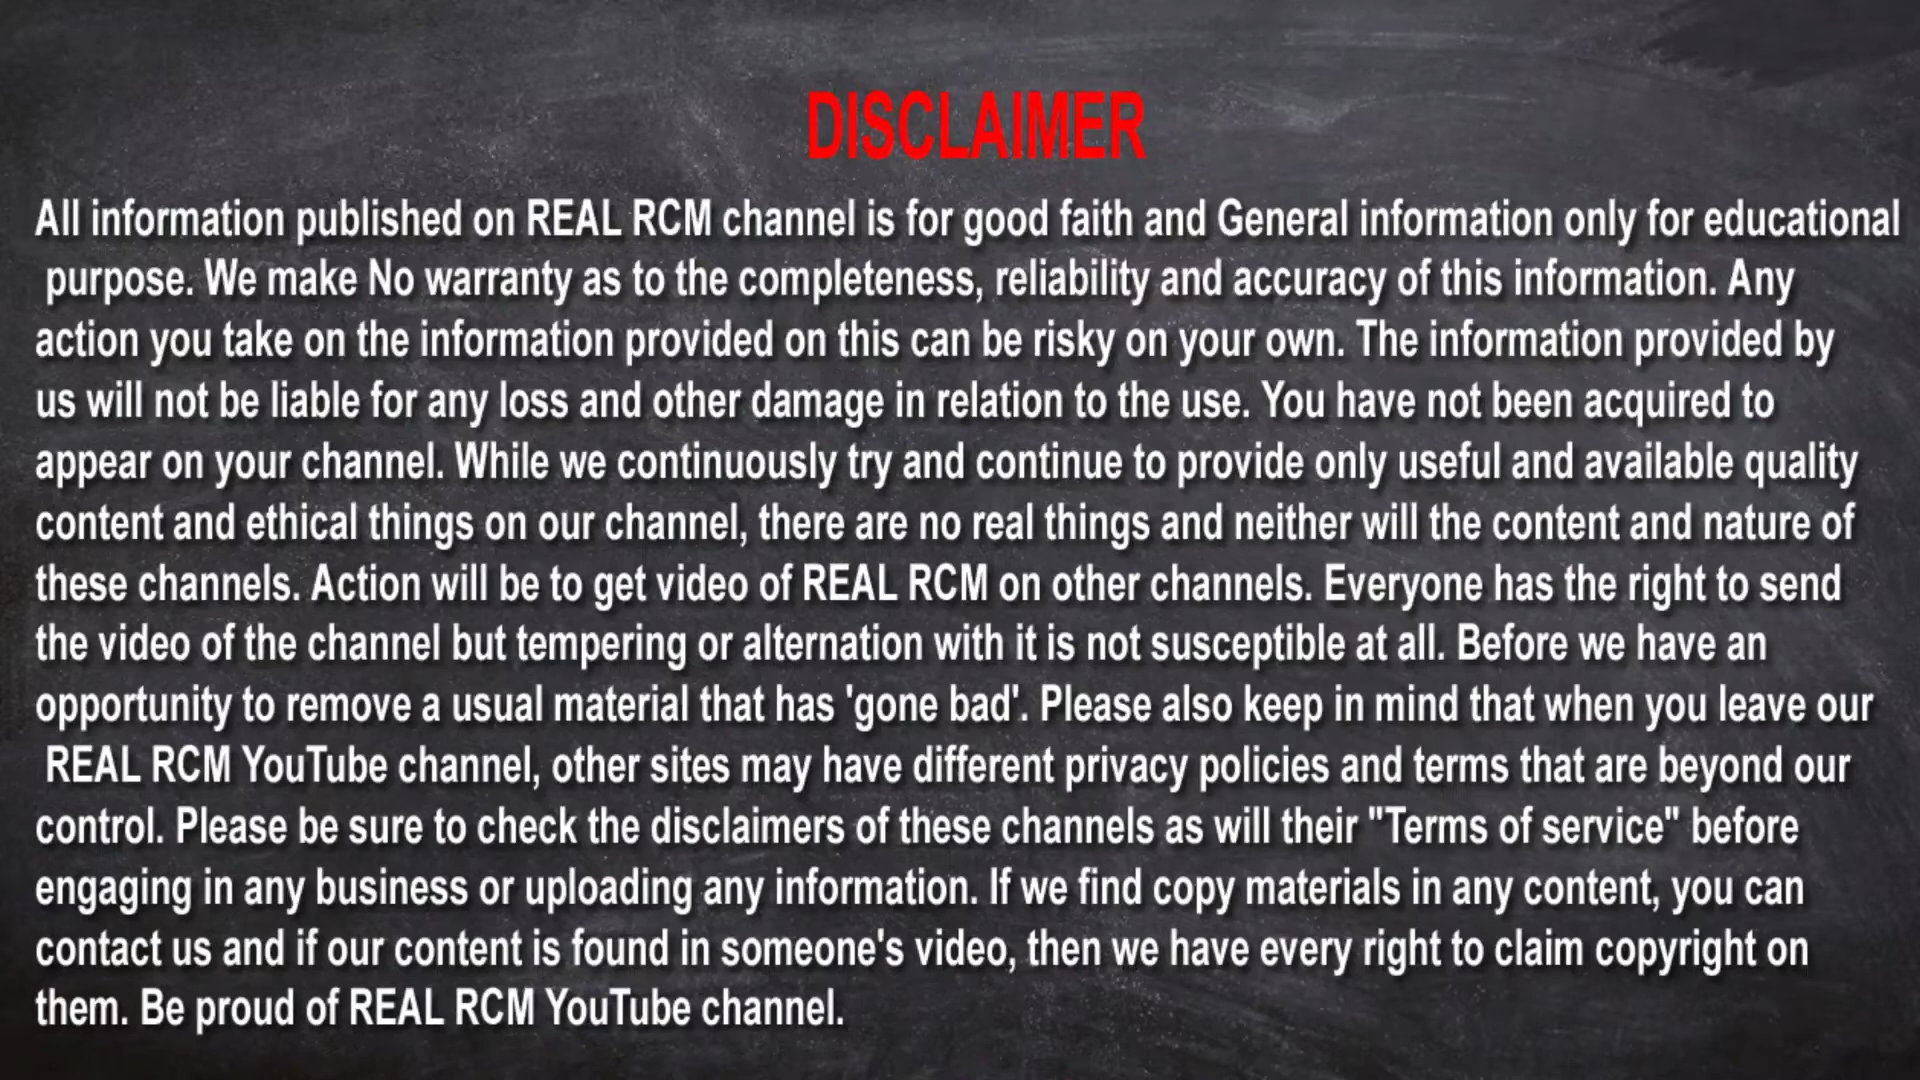 DISCLAIMER
All information published on REAL RCM channel is for good faith and General information only for educational
purpose. We make No warranty as to the completeness, reliability and accuracy of this information. Any
action you take on the information provided on this can be risky on your own. The information provided by
us will not be liable for any loss and other damage in relation to the use. You have not been acquired to
appear on your channel. While we continuously try and continue to provide only useful and available quality
content and ethical things on our channel, there are no real things and neither will the content and nature of
these channels. Action will be to get video of REAL RCM on other channels. Everyone has the right to send
the video of the channel but tempering or alternation with it is not susceptible at all. Before we have an
opportunity to remove a usual material that has 'gone bad'. Please also keep in mind that when you leave our
REAL RCM YouTube channel, other sites may have different privacy policies and terms that are beyond our
control. Please be sure to check the disclaimers of these channels as will their "Terms of service" before
engaging in any business or uploading any information. If we find copy materials in any content, you can
contact us and if our content is found in someone's video, then we have every right to claim copyright on
them. Be proud of REAL RCM YouTube channel.